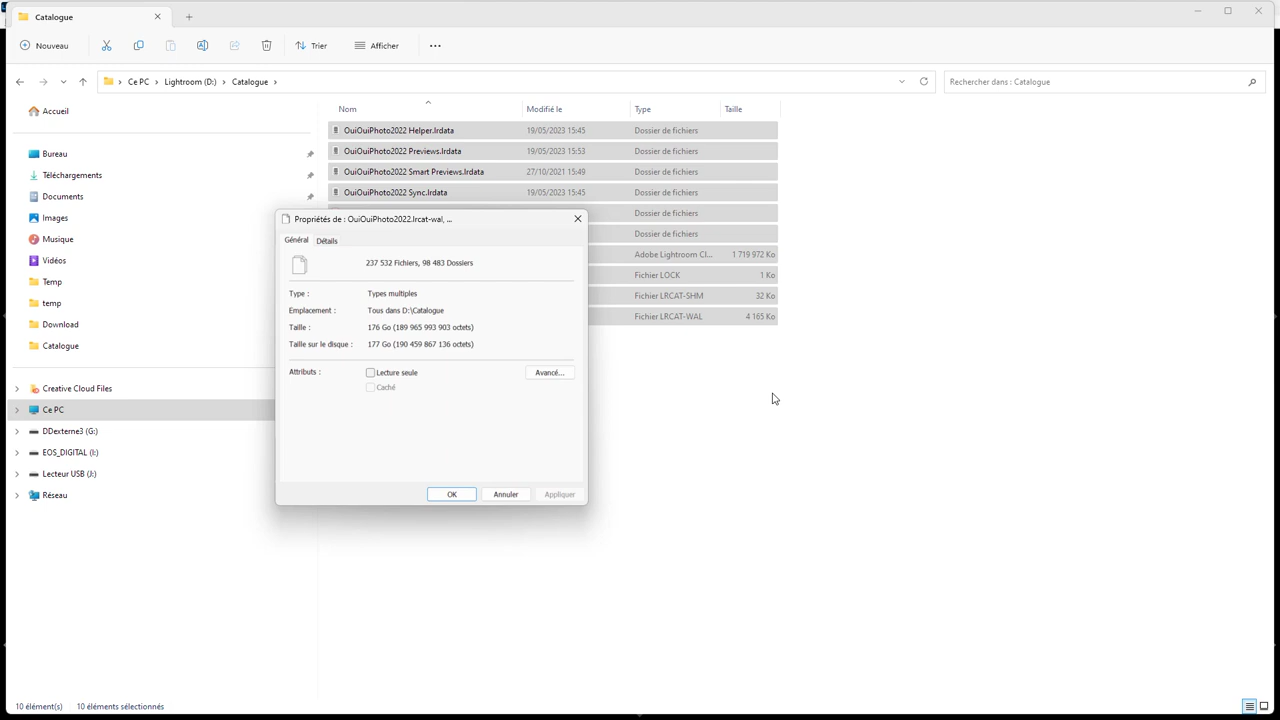 Catalogue
Nouveau
Trier
Afficher
Ce PC > Lightroom (D:) > Catalogue >
Rechercher dans : Catalogue
Accueil
Bureau
Téléchargements
Documents
Images
Musique
Vidéos
Temp
temp
Download
Catalogue
Creative Cloud Files
Ce PC
DDexterne3 (G:)
EOS_DIGITAL (I:)
Lecteur USB (J:)
Réseau
Nom Modifié le Type Taille
OuiOuiPhoto2022 Helper.lrdata 19/05/2023 15:45 Dossier de fichiers
OuiOuiPhoto2022 Previews.lrdata 19/05/2023 15:53 Dossier de fichiers
OuiOuiPhoto2022 Smart Previews.lrdata 27/10/2021 15:49 Dossier de fichiers
OuiOuiPhoto2022 Sync.lrdata 19/05/2023 15:45 Dossier de fichiers
Dossier de fichiers
Dossier de fichiers
Adobe Lightroom Cl... 1 719 972 Ko
Fichier LOCK 1 Ko
Fichier LRCAT-SHM 32 Ko
Fichier LRCAT-WAL 4 165 Ko
Propriétés de : OuiOuiPhoto2022.lrcat-wal, ...
Général Détails
237 532 Fichiers, 98 483 Dossiers
Type : Types multiples
Emplacement : Tous dans D:\Catalogue
Taille : 176 Go (189 965 993 903 octets)
Taille sur le disque : 177 Go (190 459 867 136 octets)
Attributs : Lecture seule Avancé...
Caché
OK Annuler Appliquer
10 élément(s) 10 éléments sélectionnés